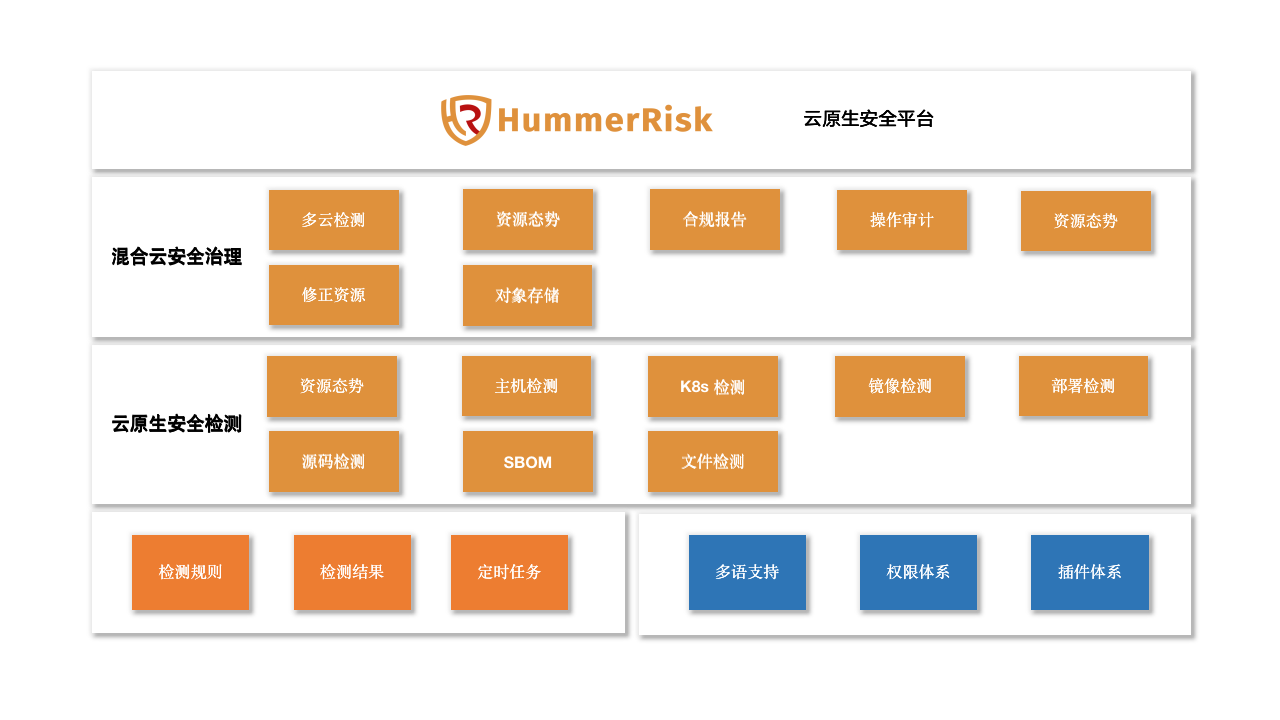 HummerRisk
云原生安全平台
混合云安全治理
多云检测
资源态势
合规报告
操作审计
资源态势
修正资源
对象存储
云原生安全检测
资源态势
主机检测
K8s 检测
镜像检测
部署检测
源码检测
SBOM
文件检测
检测规则
检测结果
定时任务
多语支持
权限体系
插件体系